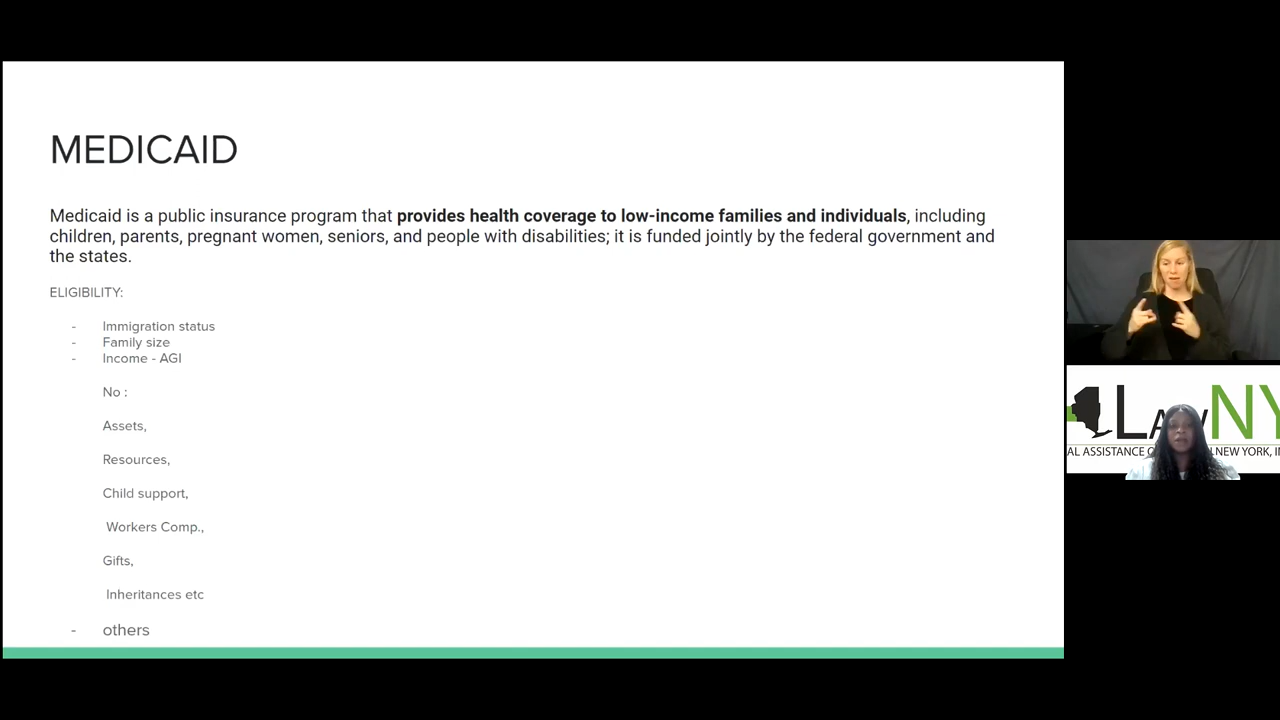 MEDICAID
Medicaid is a public insurance program that provides health coverage to low-income families and individuals, including
children, parents, pregnant women, seniors, and people with disabilities; it is funded jointly by the federal government and
the states.
ELIGIBILITY:
- Immigration status
- Family size
- Income - AGI
No :
Assets,
Resources,
Child support,
Workers Comp.,
Gifts,
Inheritances etc
- others
LAW NY
AL ASSISTANCE NEW YORK, IN